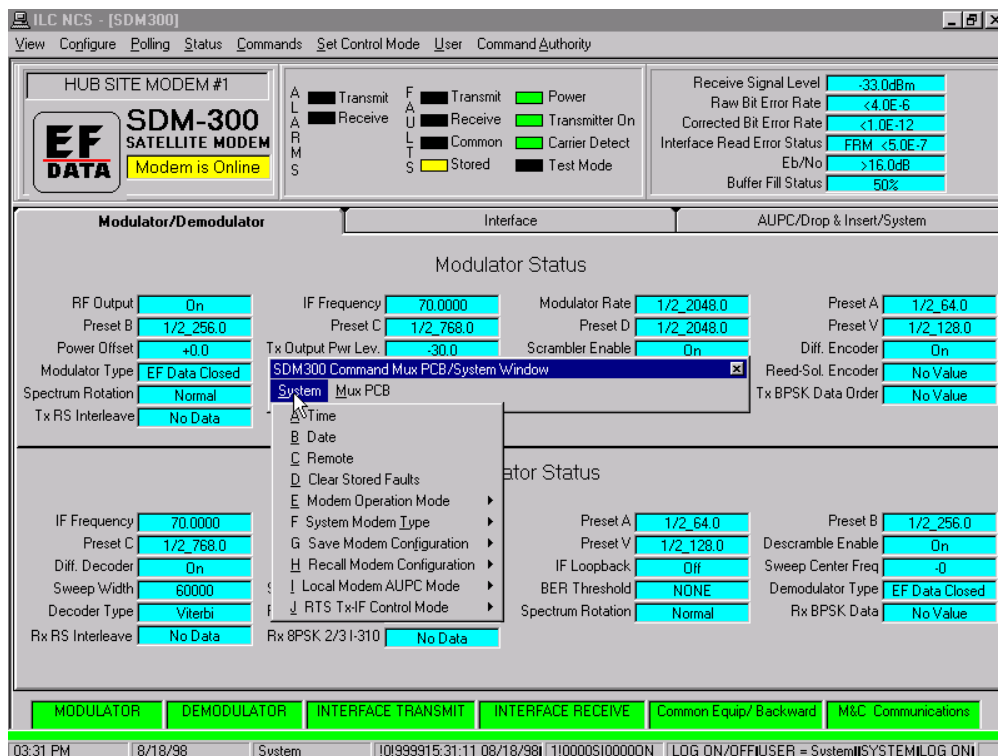 ILC NCS - [SDM300]
View Configure Polling Status Commands Set Control Mode User Command Authority
HUB SITE MODEM #1
EF DATA
SDM-300
SATELLITE MODEM
Modem is Online
ALARMS
Transmit
Receive
FAULTS
Transmit
Receive
Common
Stored
Power
Transmitter On
Carrier Detect
Test Mode
Receive Signal Level -33.0dBm
Raw Bit Error Rate <4.0E-6
Corrected Bit Error Rate <1.0E-12
Interface Read Error Status FRM <5.0E-7
Eb/No >16.0dB
Buffer Fill Status 50%
Modulator/Demodulator Interface AUPC/Drop & Insert/System
Modulator Status
RF Output On IF Frequency 70.0000 Modulator Rate 1/2_2048.0 Preset A 1/2_64.0
Preset B 1/2_256.0 Preset C 1/2_768.0 Preset D 1/2_2048.0 Preset V 1/2_128.0
Power Offset +0.0 Tx Output Pwr Lev. -30.0 Scrambler Enable On Diff. Encoder On
Modulator Type EF Data Closed Reed-Sol. Encoder No Value
Spectrum Rotation Normal Tx BPSK Data Order No Value
Tx RS Interleave No Data
SDM300 Command Mux PCB/System Window
System Mux PCB
A Time
B Date
C Remote
D Clear Stored Faults
E Modem Operation Mode
F System Modem Type
G Save Modem Configuration
H Recall Modem Configuration
I Local Modem AUPC Mode
J RTS Tx-IF Control Mode
ator Status
IF Frequency 70.0000 Preset A 1/2_64.0 Preset B 1/2_256.0
Preset C 1/2_768.0 Preset V 1/2_128.0 Descramble Enable On
Diff. Decoder On IF Loopback Off Sweep Center Freq -0
Sweep Width 60000 BER Threshold NONE Demodulator Type EF Data Closed
Decoder Type Viterbi Spectrum Rotation Normal Rx BPSK Data No Value
Rx RS Interleave No Data Rx 8PSK 2/3 I-310 No Data
MODULATOR DEMODULATOR INTERFACE TRANSMIT INTERFACE RECEIVE Common Equip/ Backward M&C Communications
03:31 PM 8/18/98 System !0!999915:31:11 08/18/98 1!0000S!00000N LOG ON/OFF USER = System SYSTEM LOG ON